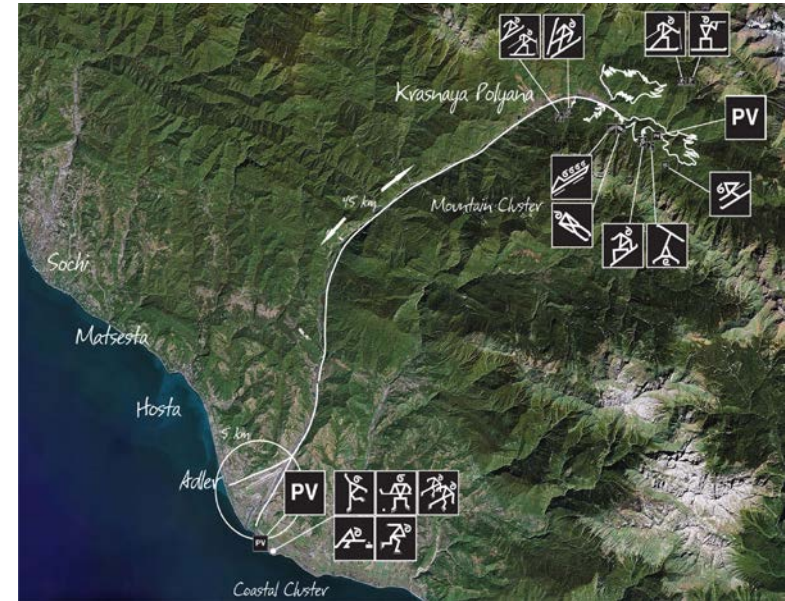 Krasnaya Polyana
PV
45 km
Mountain Cluster
Sochi
Matsesta
Hosta
5 km
Adler
PV
PV
Coastal Cluster